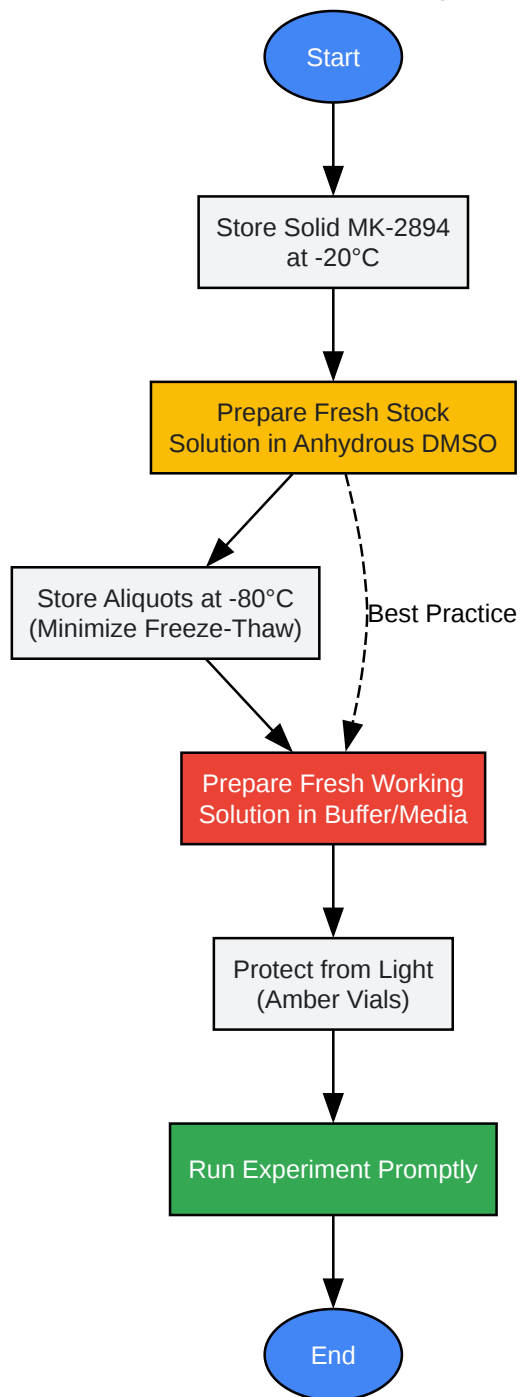 Start
Store Solid MK-2894
at -20°C
Prepare Fresh Stock
Solution in Anhydrous DMSO
Store Aliquots at -80°C
(Minimize Freeze-Thaw)
Best Practice
Prepare Fresh Working
Solution in Buffer/Media
Protect from Light
(Amber Vials)
Run Experiment Promptly
End